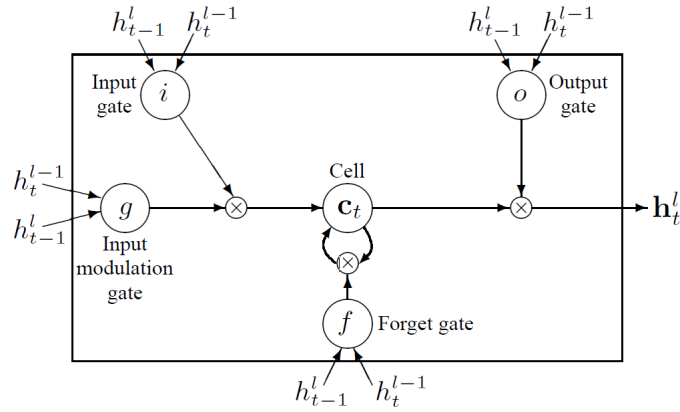 h_{t-1}^{l} h_t^{l-1}
Input
gate
i
h_{t-1}^{l} h_t^{l-1}
o
Output
gate
h_t^{l-1}
h_{t-1}^{l}
g
Input
modulation
gate
×
Cell
c_t
×
h_t^l
×
f
Forget gate
h_{t-1}^{l} h_t^{l-1}